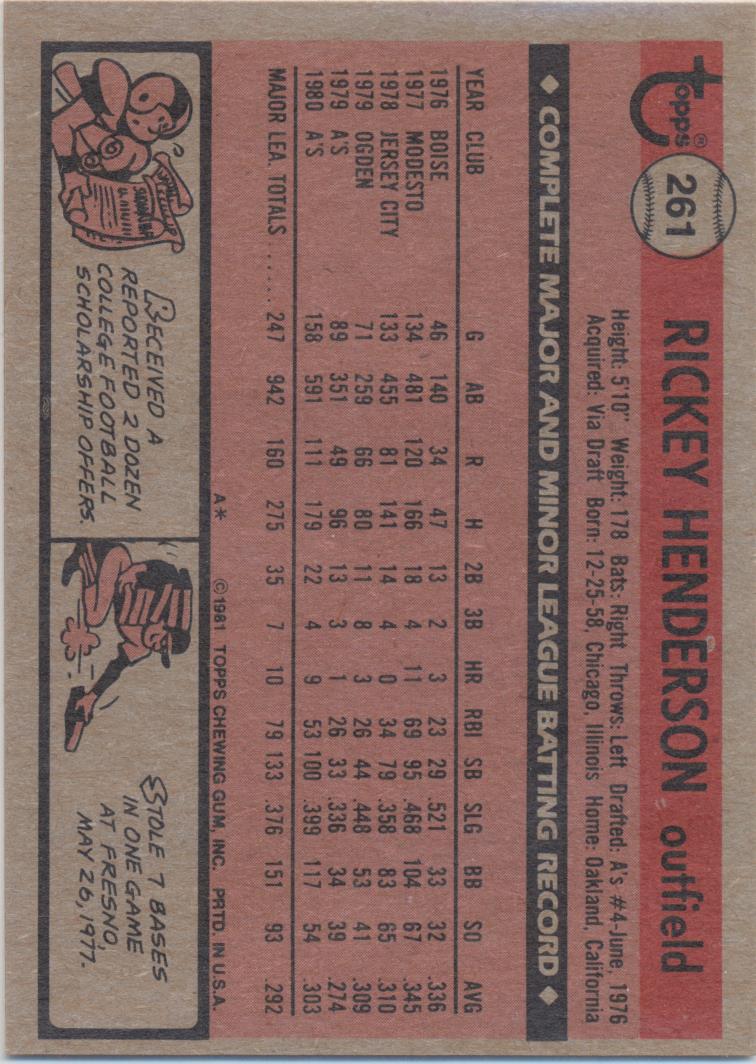 topps®
261
RICKEY HENDERSON outfield
Height: 5'10" Weight: 178 Bats: Right Throws: Left Drafted: A's #4-June, 1976
Acquired: Via Draft Born: 12-25-58, Chicago, Illinois Home: Oakland, California
◆ COMPLETE MAJOR AND MINOR LEAGUE BATTING RECORD ◆
YEAR CLUB G AB R H 2B 3B HR RBI SB SLG BB SO AVG
1976 BOISE 46 140 34 47 13 2 3 23 29 .521 33 32 .336
1977 MODESTO 134 481 120 166 18 4 11 69 95 .468 104 67 .345
1978 JERSEY CITY 133 455 81 141 14 4 0 34 79 .358 83 65 .310
1979 OGDEN 71 259 66 80 11 8 3 26 44 .448 53 41 .309
1979 A'S 89 351 49 96 13 3 1 26 33 .336 34 39 .274
1980 A'S 158 591 111 179 22 4 9 53 100 .399 117 54 .303
MAJOR LEA. TOTALS ...... 247 942 160 275 35 7 10 79 133 .376 151 93 .292
A* ©1981 TOPPS CHEWING GUM, INC. PRTD. IN U.S.A.
RECEIVED A
REPORTED 2 DOZEN
COLLEGE FOOTBALL
SCHOLARSHIP OFFERS.
STOLE 7 BASES
IN ONE GAME
AT FRESNO,
MAY 26, 1977.